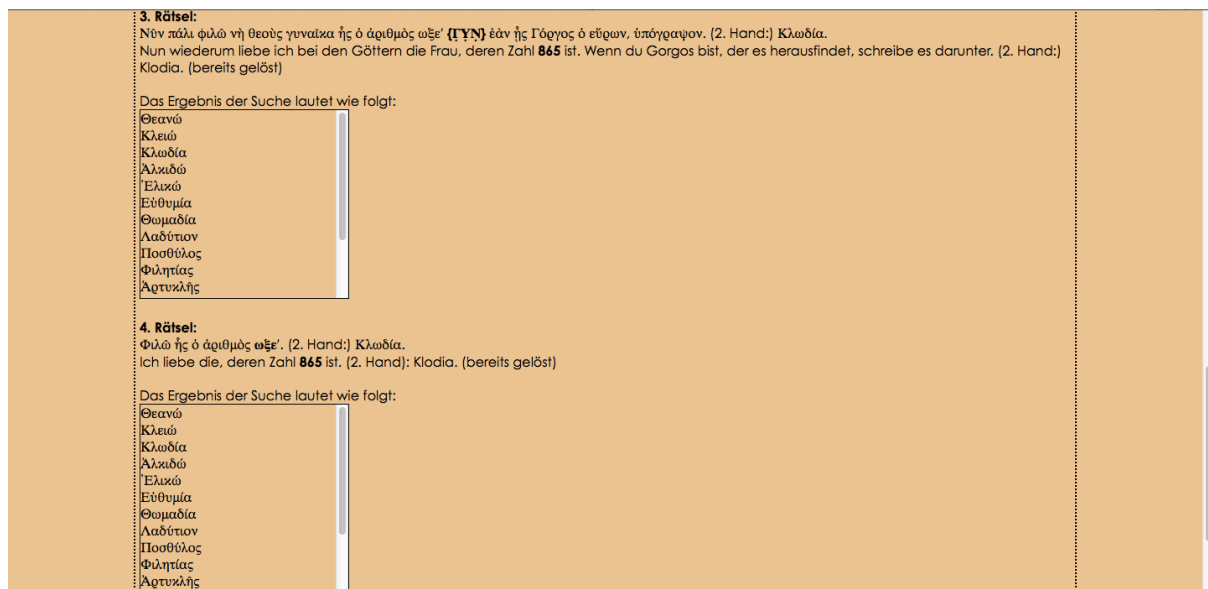 3. Rätsel:
Νῦν πάλι φιλῶ νὴ θεοὺς γυναῖκα ἧς ὁ ἀριθμὸς ωξε’ {Γ̣Υ̣Ν̣} ἐὰν ᾖς Γόργος ὁ εὕρων, ὑπόγραψον. (2. Hand:) Κλωδία.
Nun wiederum liebe ich bei den Göttern die Frau, deren Zahl 865 ist. Wenn du Gorgos bist, der es herausfindet, schreibe es darunter. (2. Hand:)
Klodia. (bereits gelöst)
Das Ergebnis der Suche lautet wie folgt:
Θεανώ
Κλειώ
Κλωδία
Ἀλκιδώ
Ἑλικώ
Εὐθυμία
Θωμαδία
Λαδύτιον
Ποσθύλος
Φιλητίας
Ἀρτυκλῆς
4. Rätsel:
Φιλῶ ἧς ὁ ἀριθμὸς ωξε’. (2. Hand:) Κλωδία.
Ich liebe die, deren Zahl 865 ist. (2. Hand): Klodia. (bereits gelöst)
Das Ergebnis der Suche lautet wie folgt:
Θεανώ
Κλειώ
Κλωδία
Ἀλκιδώ
Ἑλικώ
Εὐθυμία
Θωμαδία
Λαδύτιον
Ποσθύλος
Φιλητίας
Ἀρτυκλῆς